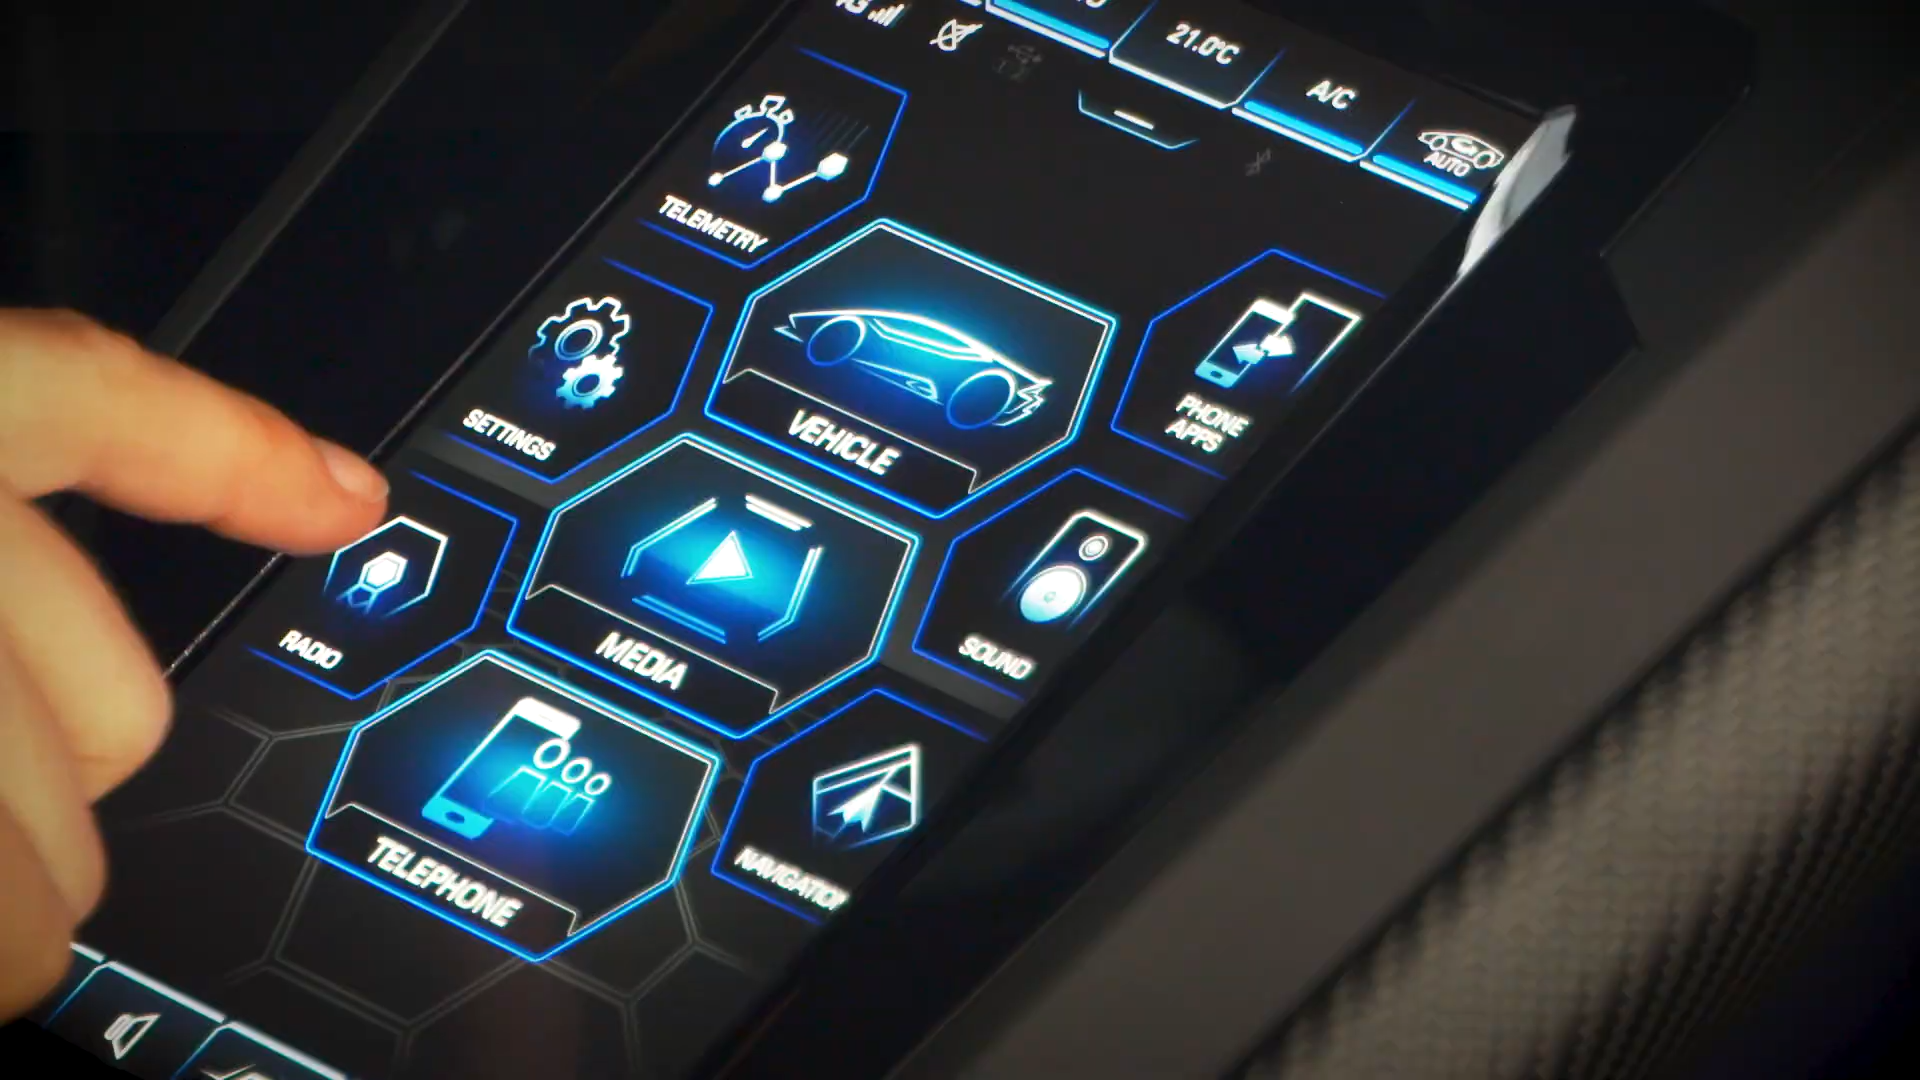 21.0°C
A/C
AUTO
TELEMETRY
VEHICLE
PHONE
APPS
SETTINGS
MEDIA
SOUND
RADIO
TELEPHONE
NAVIGATION